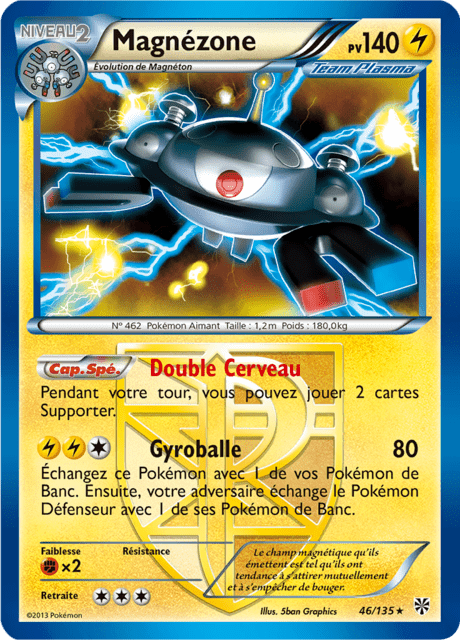 NIVEAU 2
Magnézone
PV 140
Évolution de Magnéton
Team Plasma
N° 462 Pokémon Aimant Taille : 1,2m Poids : 180,0kg
Cap.Spé. Double Cerveau
Pendant votre tour, vous pouvez jouer 2 cartes
Supporter.
Gyroballe 80
Échangez ce Pokémon avec 1 de vos Pokémon de
Banc. Ensuite, votre adversaire échange le Pokémon
Défenseur avec 1 de ses Pokémon de Banc.
Faiblesse Résistance
×2
Retraite
Le champ magnétique qu'ils
émettent est tel qu'ils ont
tendance à s'attirer mutuellement
et à s'empêcher de bouger.
©2013 Pokémon
Illus. 5ban Graphics
46/135 ★